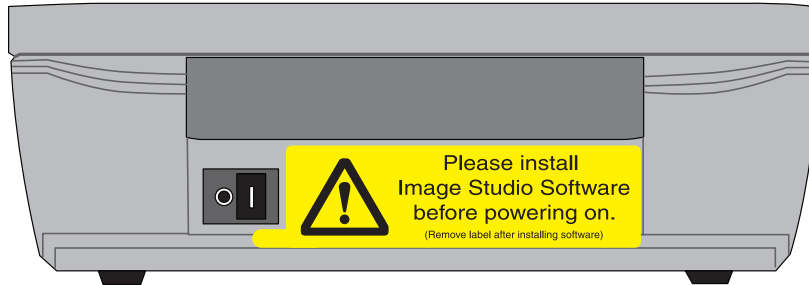 Please install
Image Studio Software
before powering on.
(Remove label after installing software)